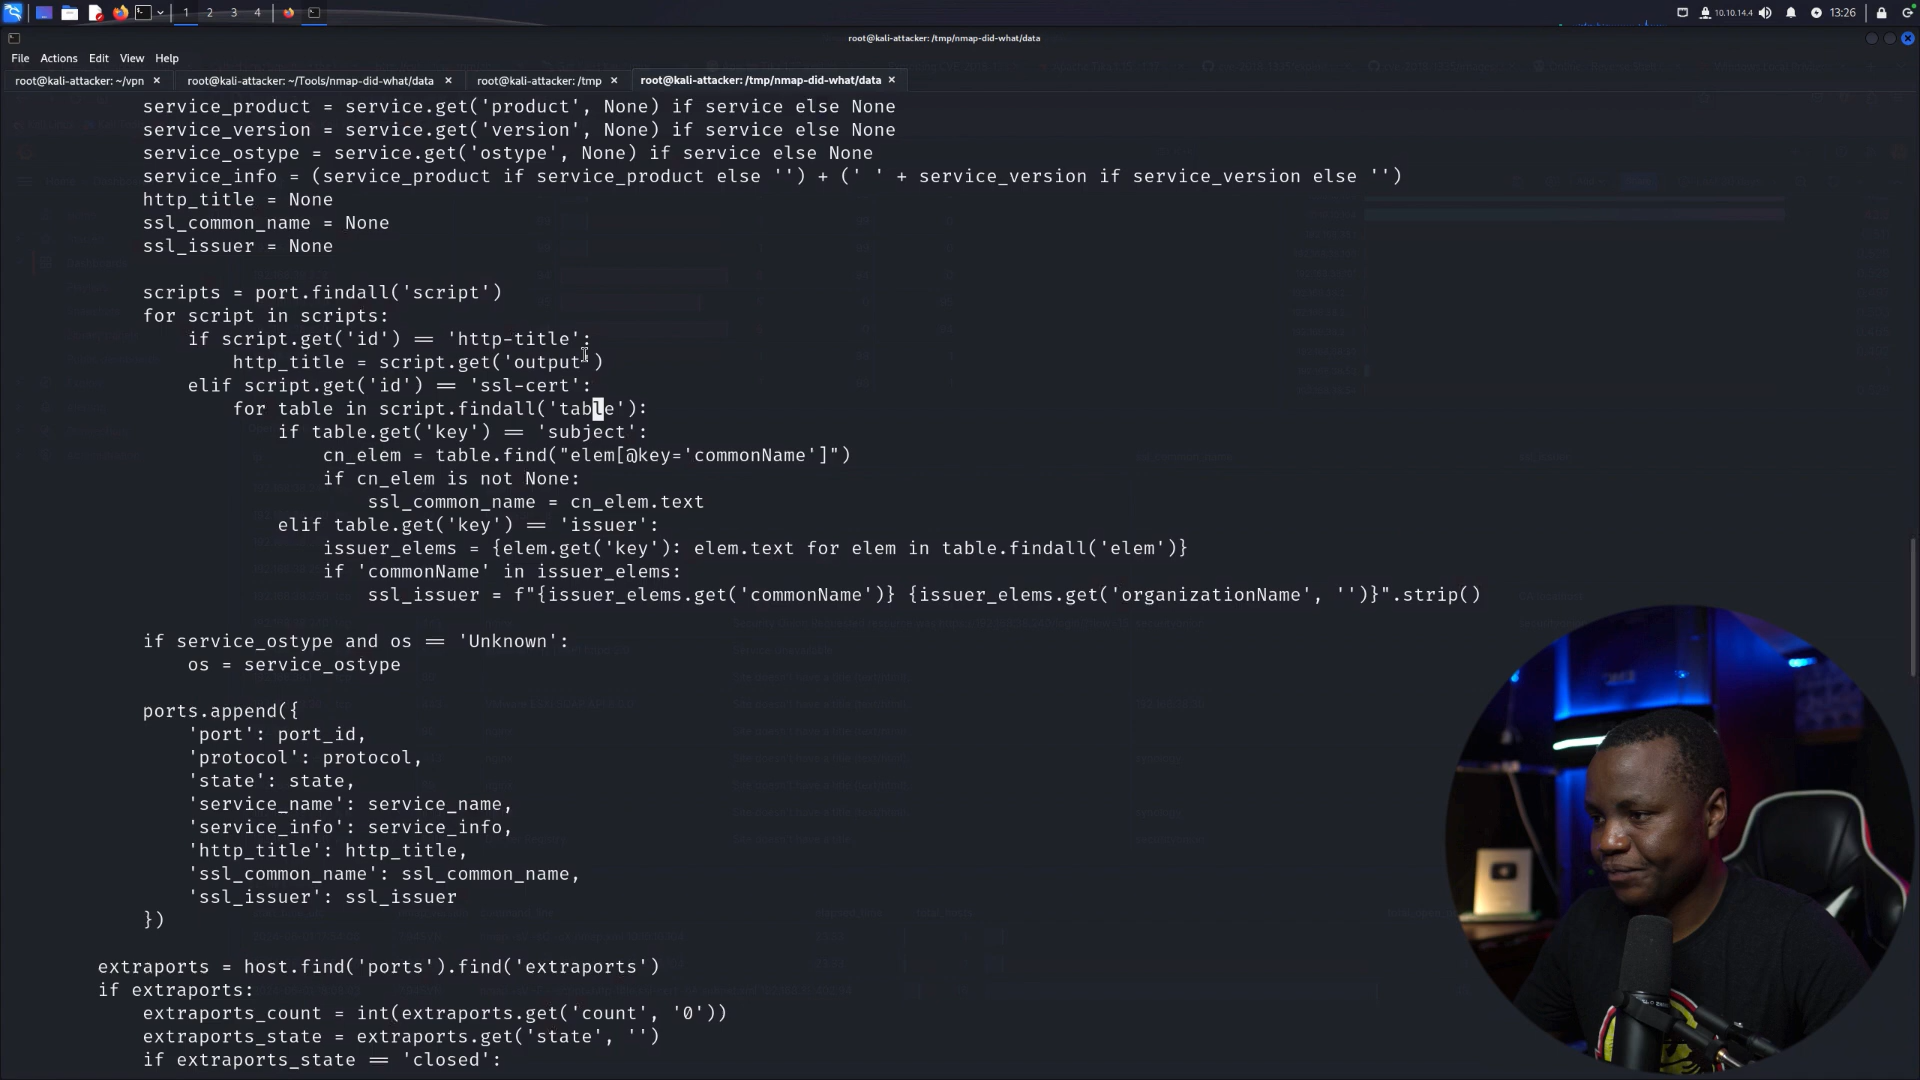 1 2 3 4
10.10.14.4
13:26
root@kali-attacker: /tmp/nmap-did-what/data
File Actions Edit View Help
root@kali-attacker: ~/vpn × root@kali-attacker: ~/Tools/nmap-did-what/data × root@kali-attacker: /tmp × root@kali-attacker: /tmp/nmap-did-what/data ×
service_product = service.get('product', None) if service else None
service_version = service.get('version', None) if service else None
service_ostype = service.get('ostype', None) if service else None
service_info = (service_product if service_product else '') + (' ' + service_version if service_version else '')
http_title = None
ssl_common_name = None
ssl_issuer = None
scripts = port.findall('script')
for script in scripts:
if script.get('id') == 'http-title':
http_title = script.get('output')
elif script.get('id') == 'ssl-cert':
for table in script.findall('table'):
if table.get('key') == 'subject':
cn_elem = table.find("elem[@key='commonName']")
if cn_elem is not None:
ssl_common_name = cn_elem.text
elif table.get('key') == 'issuer':
issuer_elems = {elem.get('key'): elem.text for elem in table.findall('elem')}
if 'commonName' in issuer_elems:
ssl_issuer = f"{issuer_elems.get('commonName')} {issuer_elems.get('organizationName', '')}".strip()
if service_ostype and os == 'Unknown':
os = service_ostype
ports.append({
'port': port_id,
'protocol': protocol,
'state': state,
'service_name': service_name,
'service_info': service_info,
'http_title': http_title,
'ssl_common_name': ssl_common_name,
'ssl_issuer': ssl_issuer
})
extraports = host.find('ports').find('extraports')
if extraports:
extraports_count = int(extraports.get('count', '0'))
extraports_state = extraports.get('state', '')
if extraports_state == 'closed':